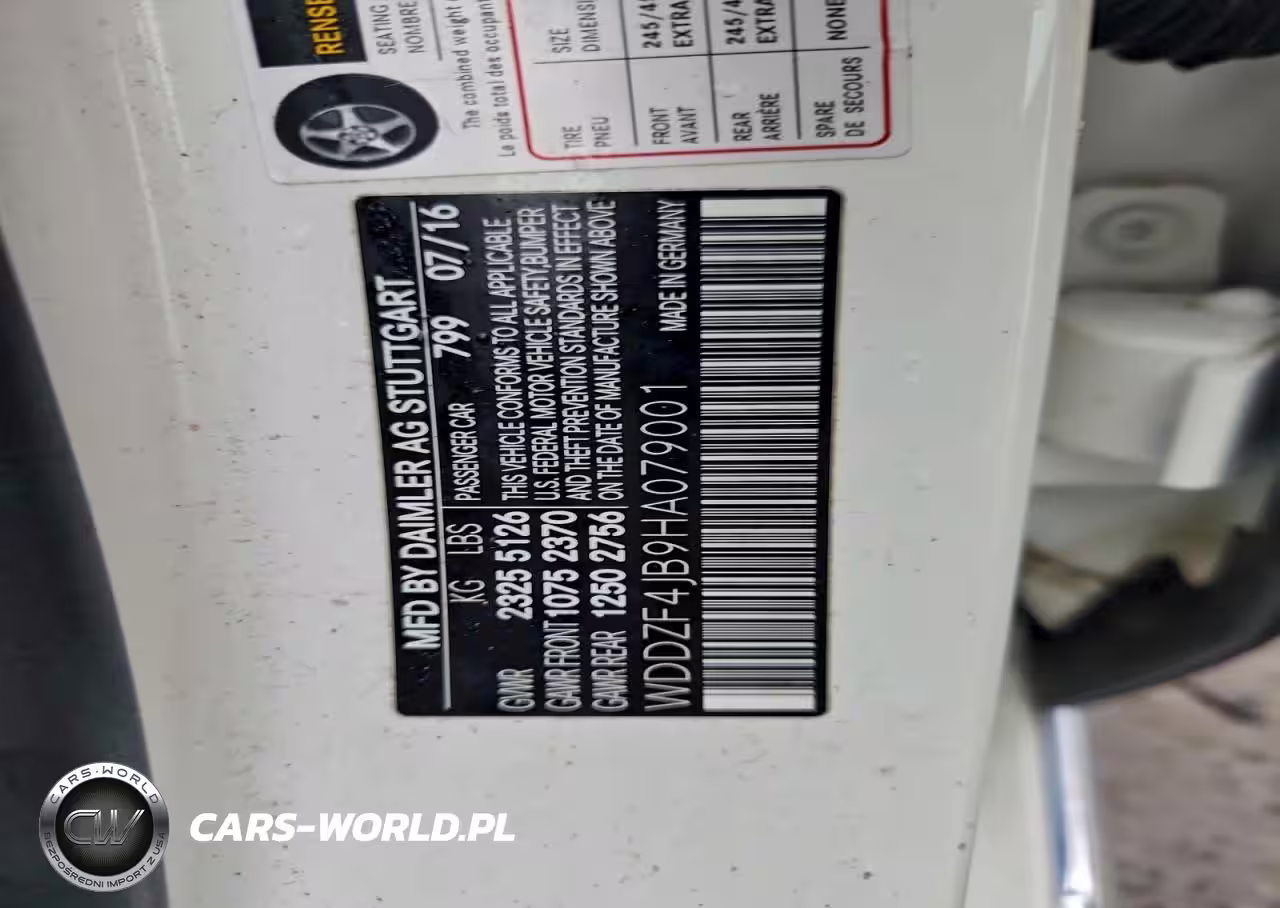 RENSE
SEATING
NOMBRE
The combined weight
Le poids total des occupant
TIRE SIZE
PNEU DIMENSI
FRONT 245/4
AVANT EXTRA
REAR 245/4
ARRIÈRE EXTRA
SPARE NONE
DE SECOURS
MFD BY DAIMLER AG STUTTGART
KG LBS PASSENGER CAR 799 07/16
GVWR 2325 5126 THIS VEHICLE CONFORMS TO ALL APPLICABLE
U.S. FEDERAL MOTOR VEHICLE SAFETY,BUMPER
GAWR FRONT 1075 2370 AND THEFT PREVENTION STANDARDS IN EFFECT
GAWR REAR 1250 2756 ON THE DATE OF MANUFACTURE SHOWN ABOVE
WDDZF4JB9HA079001 MADE IN GERMANY
CARS-WORLD
CW
BEZPOŚREDNI IMPORT Z USA
CARS-WORLD.PL